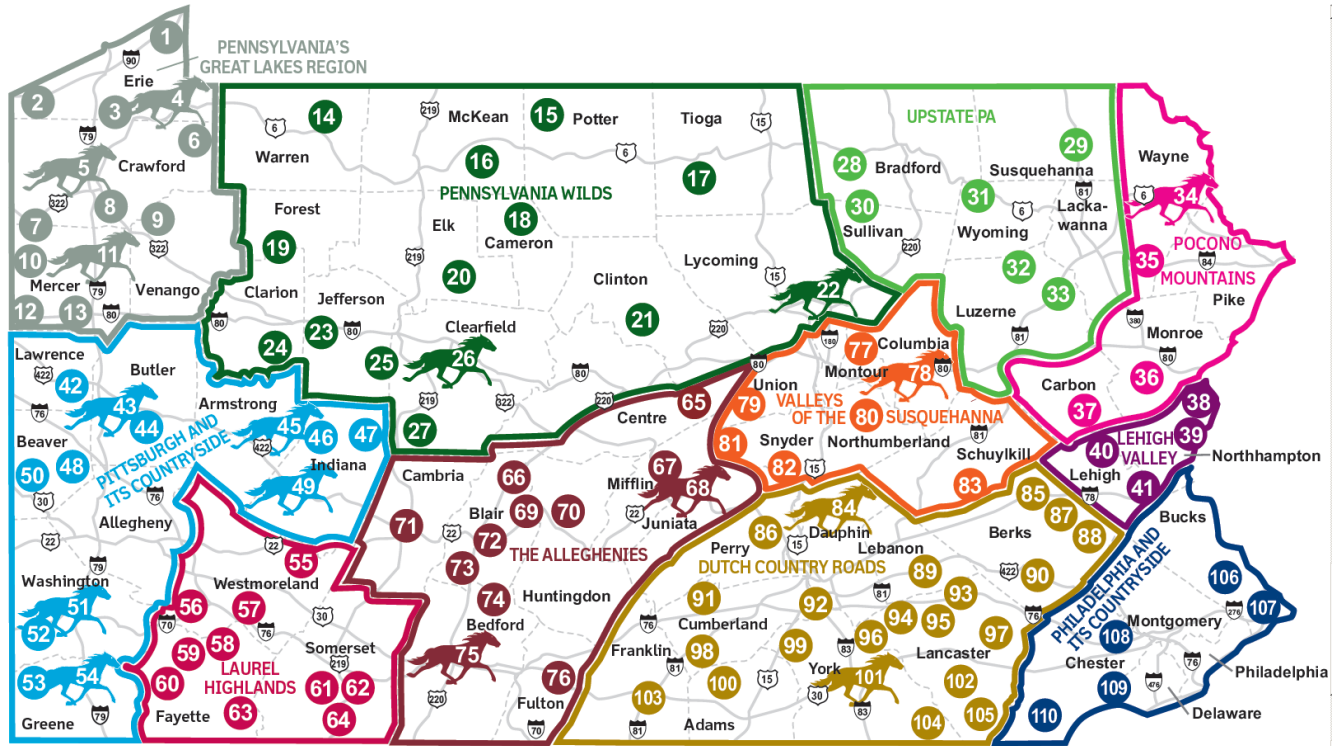 1
90
PENNSYLVANIA'S
GREAT LAKES REGION
Erie
2
3
4
79
6
5
Crawford
322
8
7
9
322
11
10
Mercer
79
Venango
12
13
80
14
219
McKean
15
Potter
Tioga
15
6
Warren
16
6
17
PENNSYLVANIA WILDS
Forest
18
Elk
Cameron
19
219
20
Clinton
Lycoming
15
Clarion
Jefferson
22
80
23
80
21
220
Clearfield
24
25
26
80
219
322
220
27
UPSTATE PA
29
28
Bradford
Susquehanna
81
30
31
6
Lacka-
wanna
Sullivan
220
Wyoming
32
33
Luzerne
81
Wayne
6
34
35
POCONO
84
MOUNTAINS
Pike
380
Monroe
80
Carbon
36
37
Lawrence
422
42
Butler
43
44
76
Armstrong
45
46
47
422
Beaver
PITTSBURGH AND
ITS COUNTRYSIDE
Indiana
50
48
49
30
76
Allegheny
22
22
79
Washington
51
52
53
54
Greene
79
55
Westmoreland
56
57
70
76
30
58
59
Somerset
219
LAUREL
HIGHLANDS
60
61
62
Fayette
63
64
Centre
65
Cambria
66
67
Mifflin
68
71
69
70
22
Juniata
Blair
22
72
THE ALLEGHENIES
73
74
Huntingdon
Bedford
75
76
220
Fulton
70
180
77
Columbia
80
Union
Montour
78
80
79
VALLEYS
OF THE
80
SUSQUEHANNA
81
Snyder
Northumberland
81
82
15
Schuylkill
83
38
39
40
LEHIGH
VALLEY
Northhampton
Lehigh
78
41
84
85
86
Dauphin
87
15
Perry
Lebanon
Berks
88
DUTCH COUNTRY ROADS
89
422
90
91
81
93
92
76
76
Cumberland
94
95
96
97
Franklin
98
99
83
Lancaster
81
York
101
100
15
30
102
103
83
81
Adams
104
105
Bucks
PHILADELPHIA AND
ITS COUNTRYSIDE
106
276
107
108
Montgomery
Chester
76
Philadelphia
109
476
110
Delaware